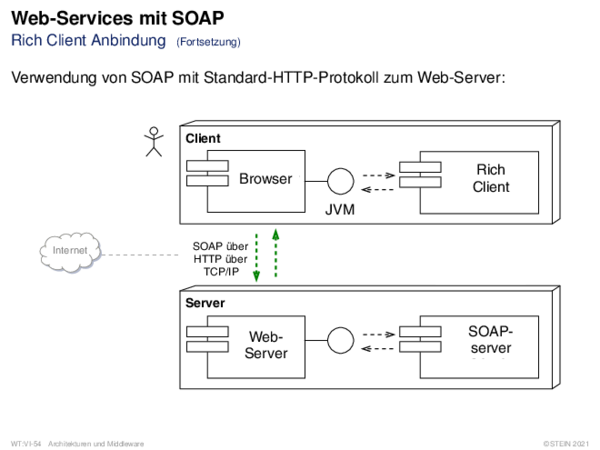 Web-Services mit SOAP
Rich Client Anbindung (Fortsetzung)
Verwendung von SOAP mit Standard-HTTP-Protokoll zum Web-Server:
Client
Browser
JVM
Rich
Client
Internet
SOAP über
HTTP über
TCP/IP
Server
Web-
Server
SOAP-
server
WT:VI-54 Architekturen und Middleware
©STEIN 2021